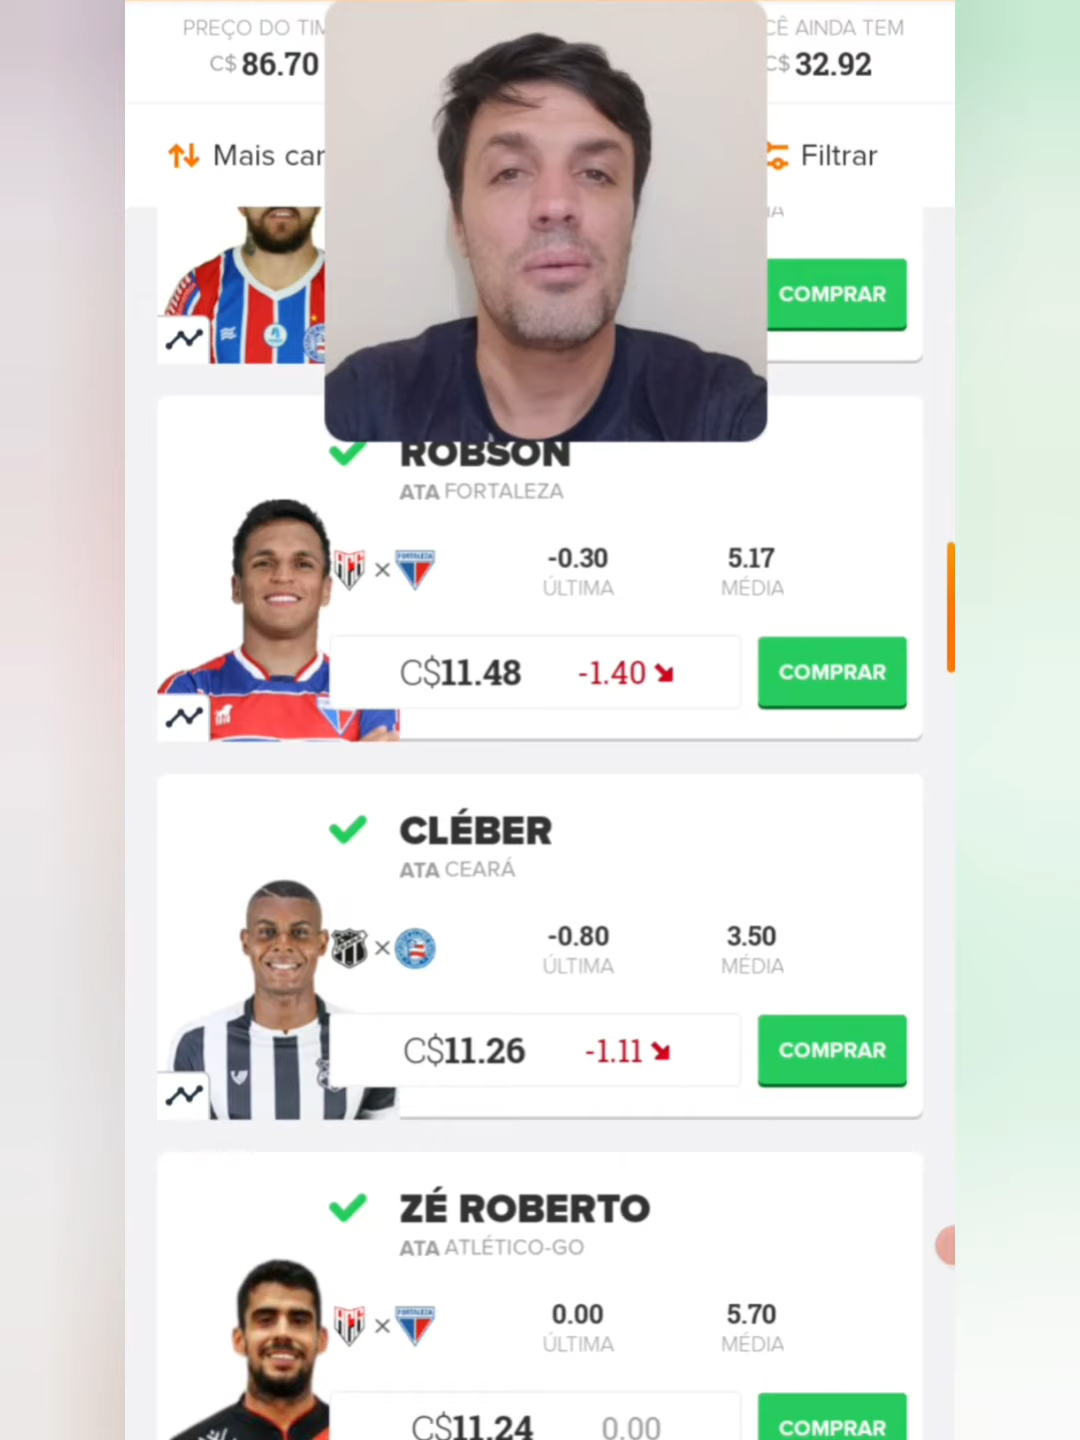 PREÇO DO TIM
CÊ AINDA TEM
C$ 86.70
C$ 32.92
Mais car
Filtrar
COMPRAR
ROBSON
ATA FORTALEZA
-0.30
5.17
ÚLTIMA
MÉDIA
C$11.48
-1.40
COMPRAR
CLÉBER
ATA CEARÁ
-0.80
3.50
ÚLTIMA
MÉDIA
C$11.26
-1.11
COMPRAR
ZÉ ROBERTO
ATA ATLÉTICO-GO
0.00
5.70
ÚLTIMA
MÉDIA
C$11.24
0.00
COMPRAR